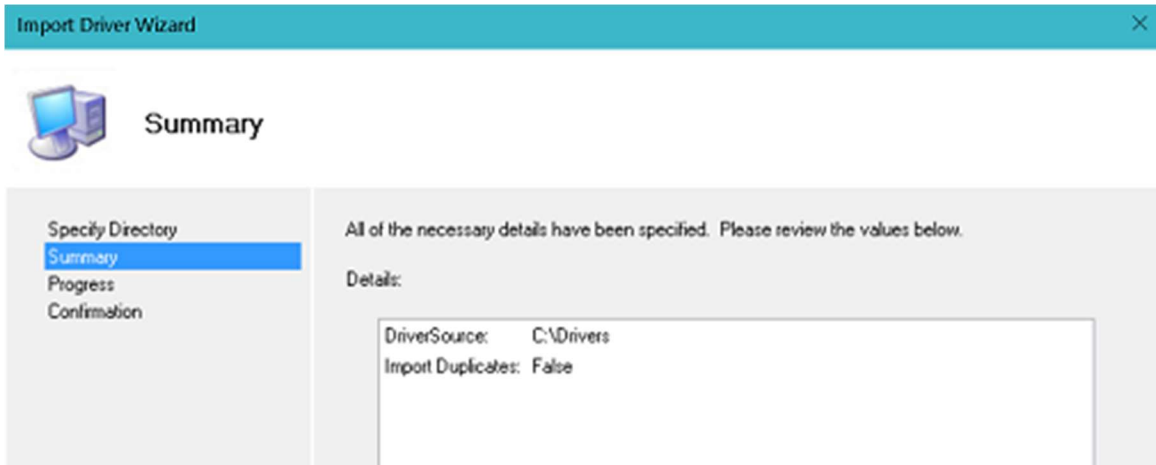 Import Driver Wizard
Summary
Specify Directory
Summary
Progress
Confirmation
All of the necessary details have been specified.  Please review the values below.
Details:
DriverSource: C:\Drivers
Import Duplicates: False